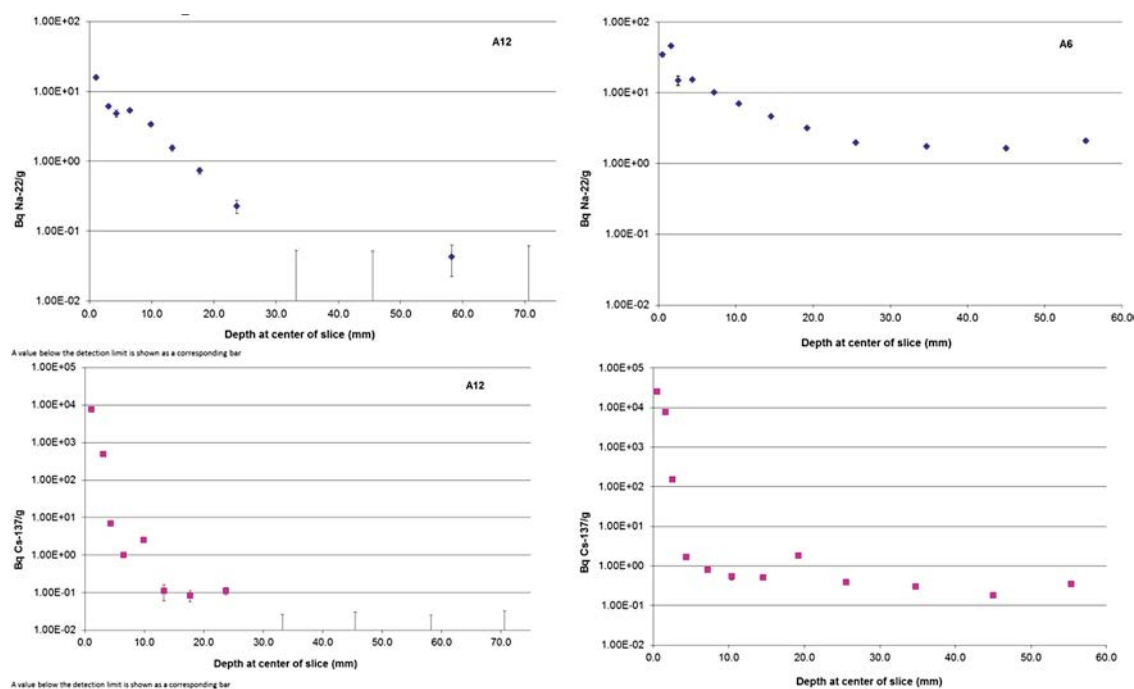 1.00E+02
1.00E+01
1.00E+00
1.00E-01
1.00E-02
Bq Na-22/g
A12
0.0 10.0 20.0 30.0 40.0 50.0 60.0 70.0
Depth at center of slice (mm)
A value below the detection limit is shown as a corresponding bar
1.00E+02
1.00E+01
1.00E+00
1.00E-01
1.00E-02
Bq Na-22/g
A6
0.0 10.0 20.0 30.0 40.0 50.0 60.00
Depth at center of slice (mm)
1.00E+05
1.00E+04
1.00E+03
1.00E+02
1.00E+01
1.00E+00
1.00E-01
1.00E-02
Bq Cs-137/g
A12
0.0 10.0 20.0 30.0 40.0 50.0 60.0 70.0
Depth at center of slice (mm)
A value below the detection limit is shown as a corresponding bar
1.00E+05
1.00E+04
1.00E+03
1.00E+02
1.00E+01
1.00E+00
1.00E-01
1.00E-02
Bq Cs-137/g
0.0 10.0 20.0 30.0 40.0 50.0 60.0
Depth at center of slice (mm)